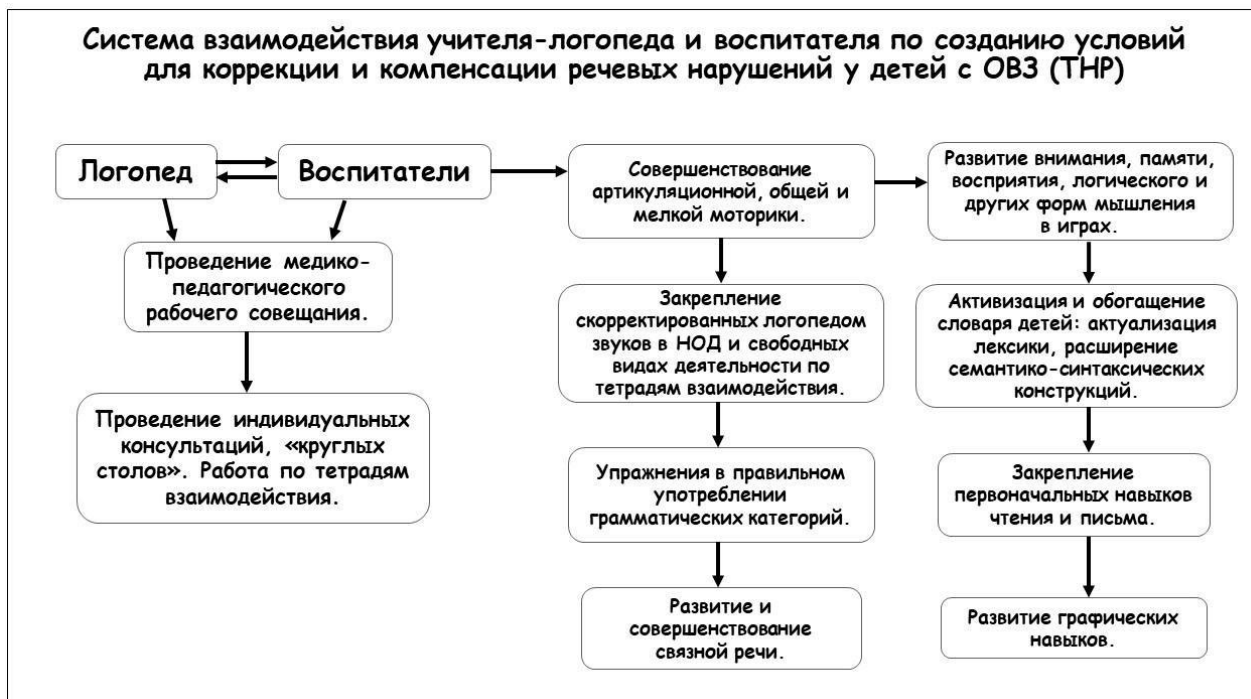 Система взаимодействия учителя-логопеда и воспитателя по созданию условий
для коррекции и компенсации речевых нарушений у детей с ОВЗ (ТНР)
Логопед
Воспитатели
Проведение медико-
педагогического
рабочего совещания.
Проведение индивидуальных
консультаций, «круглых
столов». Работа по тетрадям
взаимодействия.
Совершенствование
артикуляционной, общей и
мелкой моторики.
Закрепление
скорректированных логопедом
звуков в НОД и свободных
видах деятельности по
тетрадям взаимодействия.
Упражнения в правильном
употреблении
грамматических категорий.
Развитие и
совершенствование
связной речи.
Развитие внимания, памяти,
восприятия, логического и
других форм мышления
в играх.
Активизация и обогащение
словаря детей: актуализация
лексики, расширение
семантико-синтаксических
конструкций.
Закрепление
первоначальных навыков
чтения и письма.
Развитие графических
навыков.